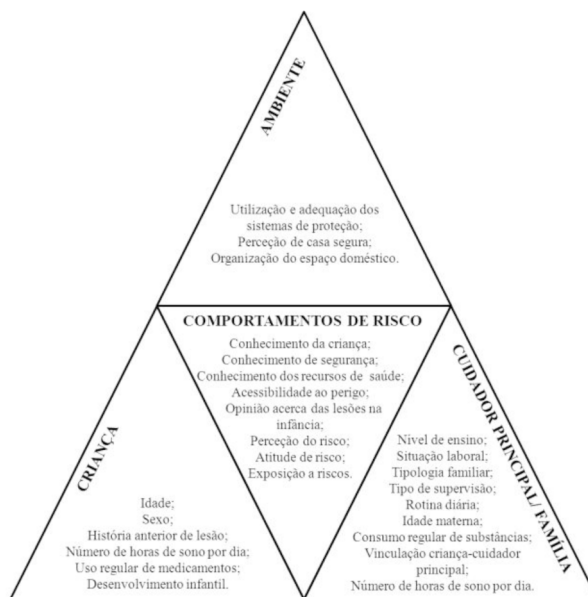 AMBIENTE
Utilização e adequação dos
sistemas de proteção;
Perceção de casa segura;
Organização do espaço doméstico.
COMPORTAMENTOS DE RISCO
Conhecimento da criança;
Conhecimento de segurança;
Conhecimento dos recursos de saúde;
Acessibilidade ao perigo;
Opinião acerca das lesões na
infância;
Perceção do risco;
Atitude de risco;
Exposição a riscos.
CRIANÇA
Idade;
Sexo;
História anterior de lesão;
Número de horas de sono por dia;
Uso regular de medicamentos;
Desenvolvimento infantil.
CUIDADOR PRINCIPAL/ FAMÍLIA
Nível de ensino;
Situação laboral;
Tipologia familiar;
Tipo de supervisão;
Rotina diária;
Idade materna;
Consumo regular de substâncias;
Vinculação criança-cuidador
principal;
Número de horas de sono por dia.